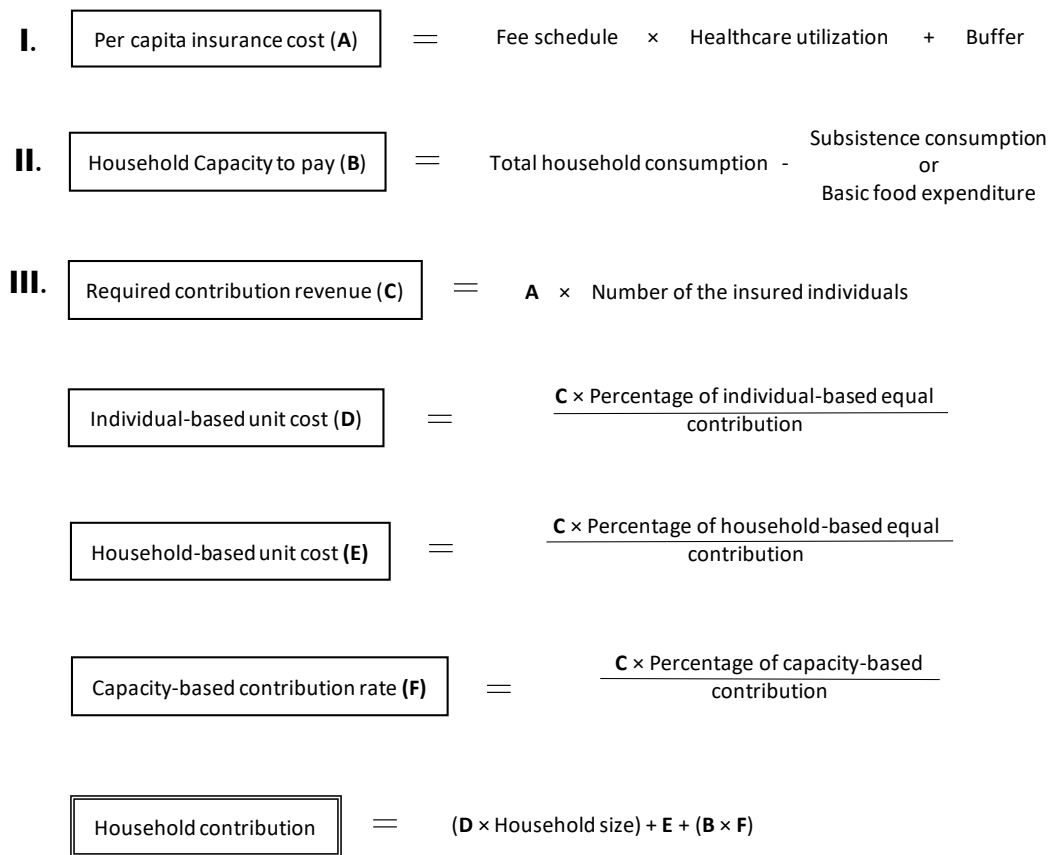 I. Per capita insurance cost (A) = Fee schedule × Healthcare utilization + Buffer
II. Household Capacity to pay (B) = Total household consumption - Subsistence consumption
or
Basic food expenditure
III. Required contribution revenue (C) = A × Number of the insured individuals
Individual-based unit cost (D) = C × Percentage of individual-based equal
contribution
Household-based unit cost (E) = C × Percentage of household-based equal
contribution
Capacity-based contribution rate (F) = C × Percentage of capacity-based
contribution
Household contribution = (D × Household size) + E + (B × F)